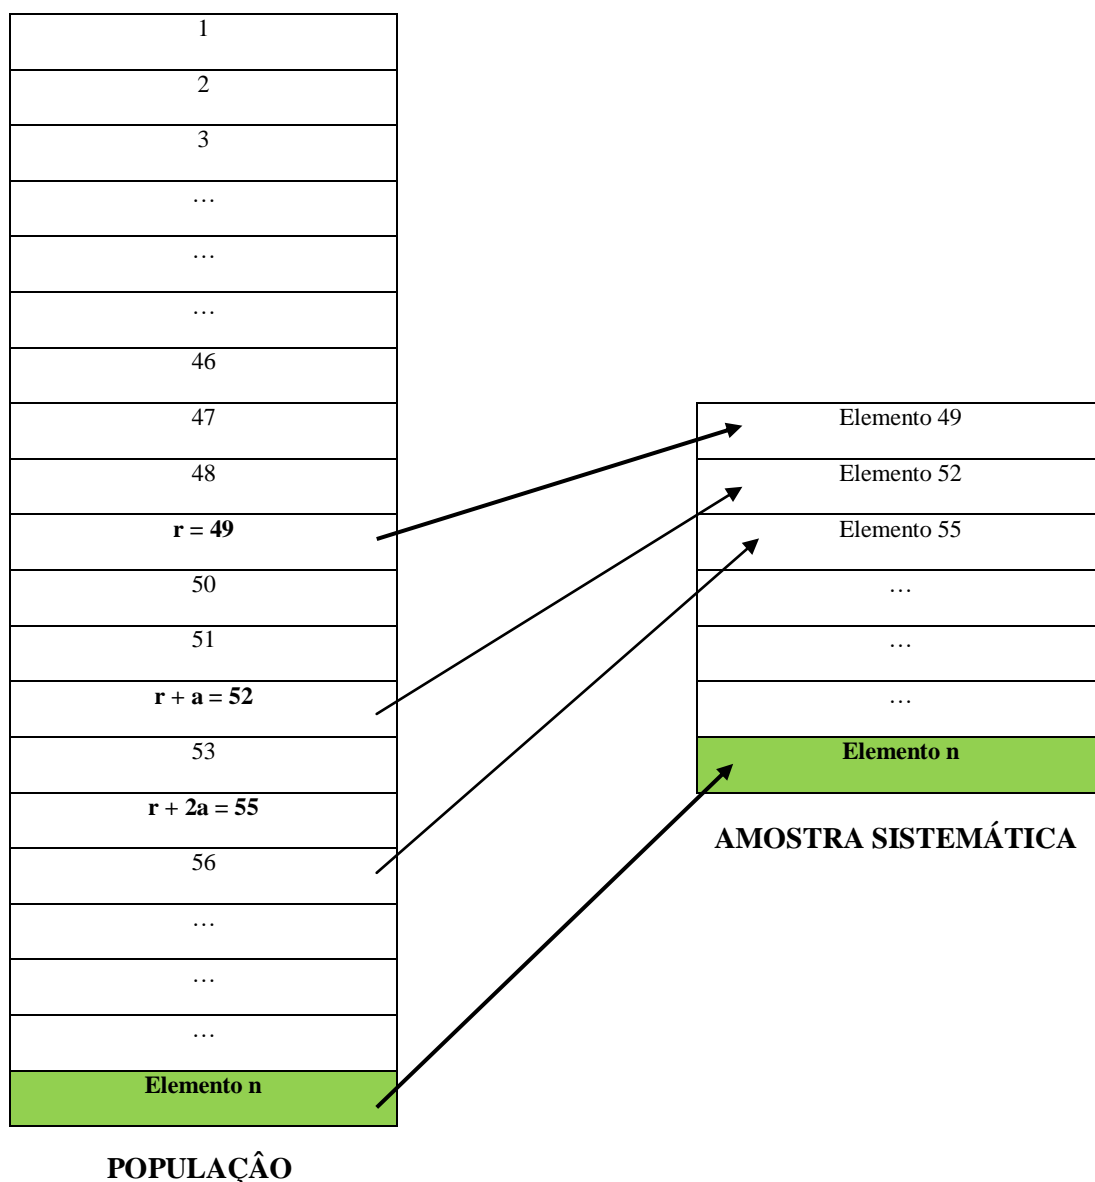 1
2
3
…
…
…
46
47
48
r = 49
50
51
r + a = 52
53
r + 2a = 55
56
…
…
…
Elemento n
POPULAÇÂO
Elemento 49
Elemento 52
Elemento 55
…
…
…
Elemento n
AMOSTRA SISTEMÁTICA